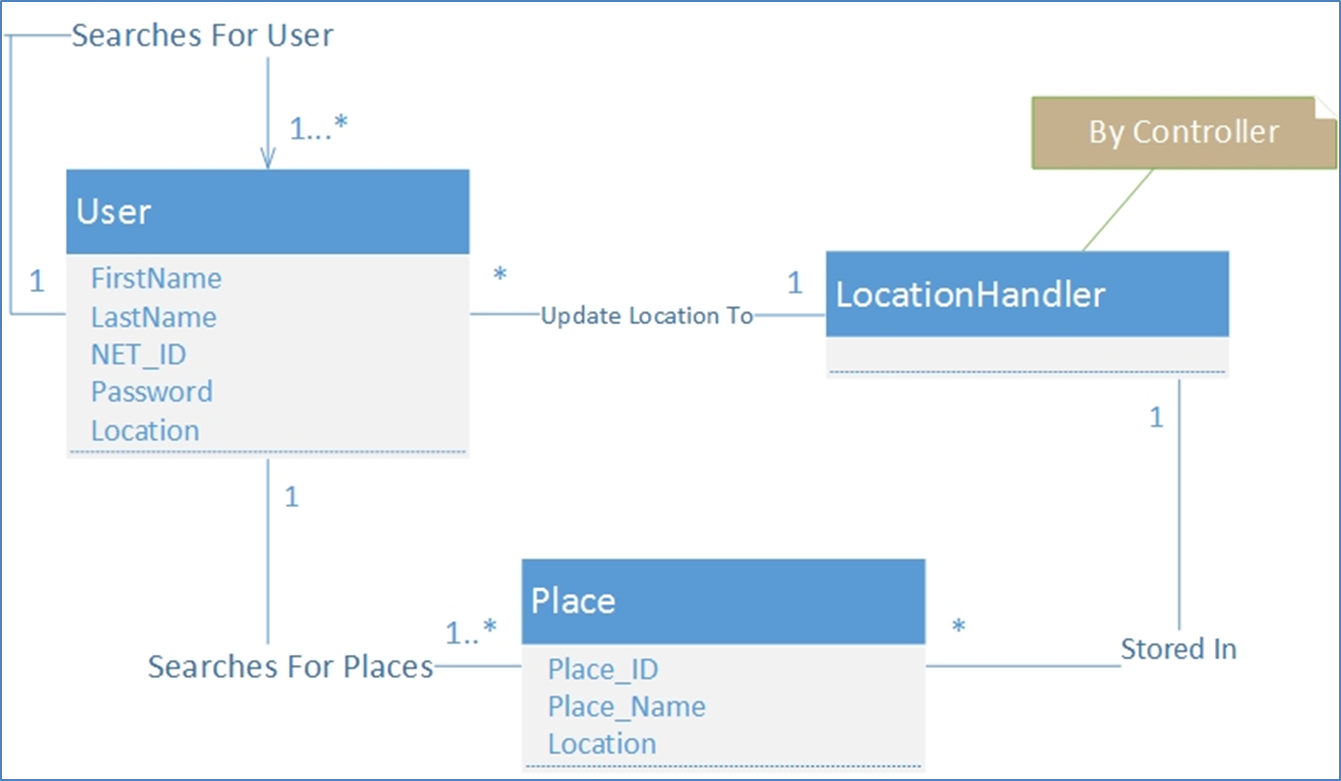 Searches For User
1...*
By Controller
User
FirstName
LastName
NET_ID
Password
Location
1
*
Update Location To
1
LocationHandler
1
1
Place
Place_ID
Place_Name
Location
1..*
Searches For Places
*
Stored In